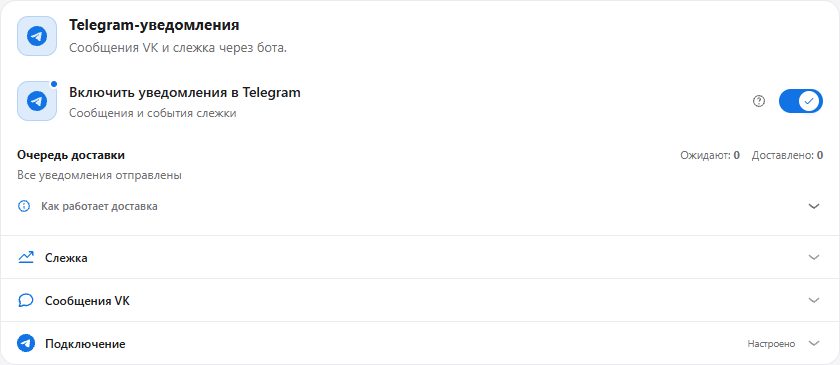 Telegram-уведомления
Сообщения VK и слежка через бота.
Включить уведомления в Telegram
Сообщения и события слежки
Очередь доставки
Ожидают: 0 Доставлено: 0
Все уведомления отправлены
Как работает доставка
Слежка
Сообщения VK
Подключение
Настроено